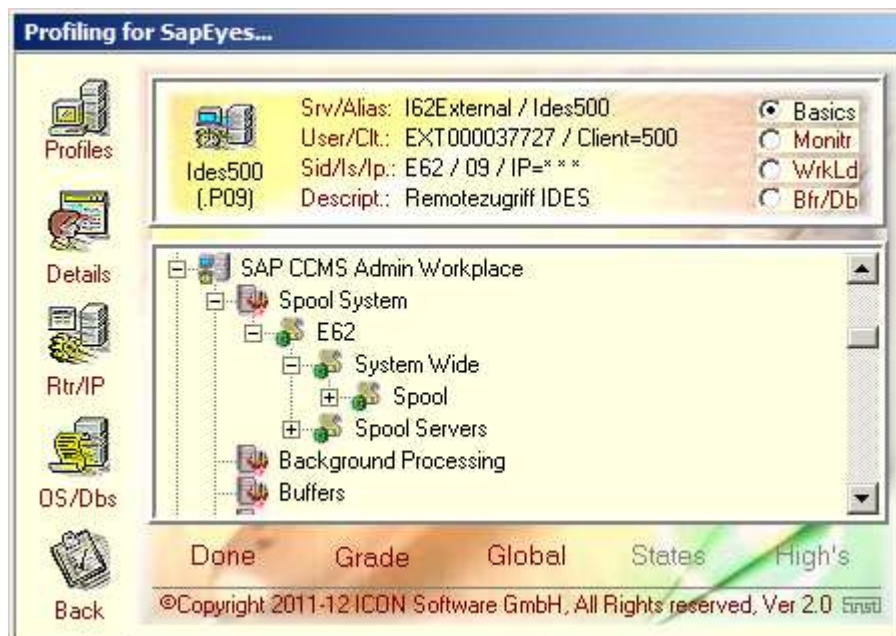 Profiling for SapEyes...
Profiles
Details
Rtr/IP
OS/Dbs
Back
Ides500
(.P09)
Srv/Alias: I62External / Ides500
User/Clt.: EXT000037727 / Client=500
Sid/Is/Ip.: E62 / 09 / IP=* * *
Descript.: Remotezugriff IDES
Basics
Monitr
WrkLd
Bfr/Db
SAP CCMS Admin Workplace
Spool System
E62
System Wide
Spool
Spool Servers
Background Processing
Buffers
Done Grade Global States High's
©Copyright 2011-12 ICON Software GmbH, All Rights reserved, Ver 2.0